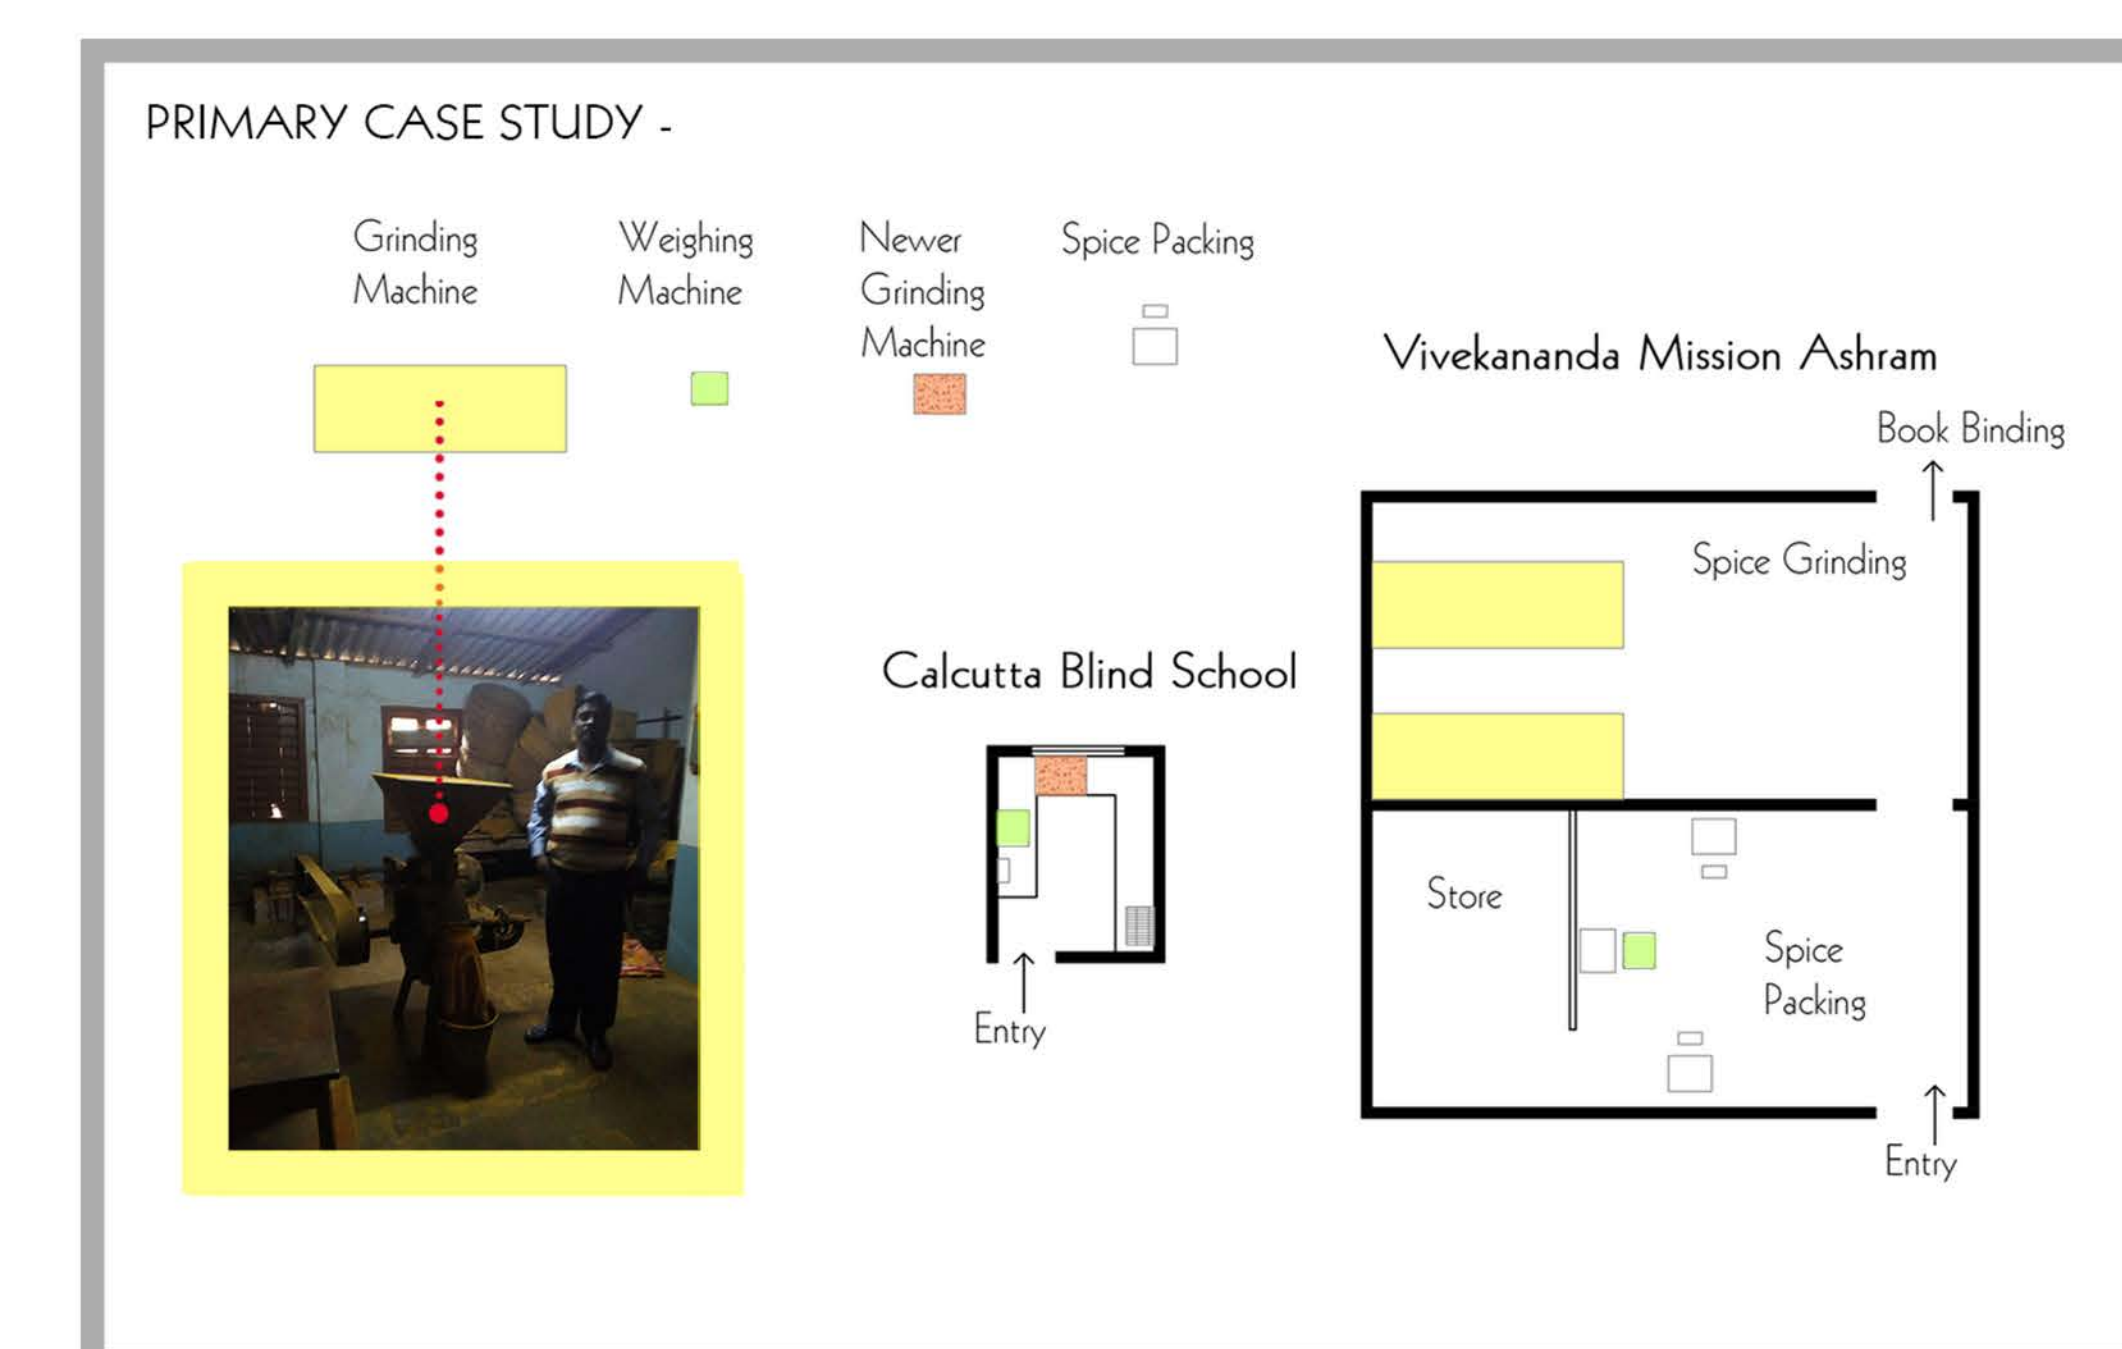 PRIMARY CASE STUDY -
Grinding
Machine
Weighing
Machine
Newer
Grinding
Machine
Spice Packing
Vivekananda Mission Ashram
Book Binding
Spice Grinding
Calcutta Blind School
Store
Spice
Packing
Entry
Entry